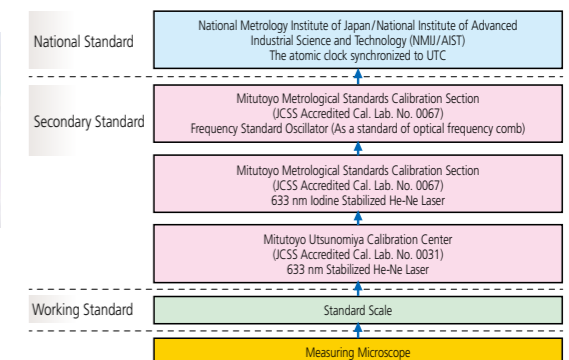 National Standard
National Metrology Institute of Japan/National Institute of Advanced
Industrial Science and Technology (NMIJ/AIST)
The atomic clock synchronized to UTC
Secondary Standard
Mitutoyo Metrological Standards Calibration Section
(JCSS Accredited Cal. Lab. No. 0067)
Frequency Standard Oscillator (As a standard of optical frequency comb)
Mitutoyo Metrological Standards Calibration Section
(JCSS Accredited Cal. Lab. No. 0067)
633 nm Iodine Stabilized He-Ne Laser
Mitutoyo Utsunomiya Calibration Center
(JCSS Accredited Cal. Lab. No. 0031)
633 nm Stabilized He-Ne Laser
Working Standard
Standard Scale
Measuring Microscope